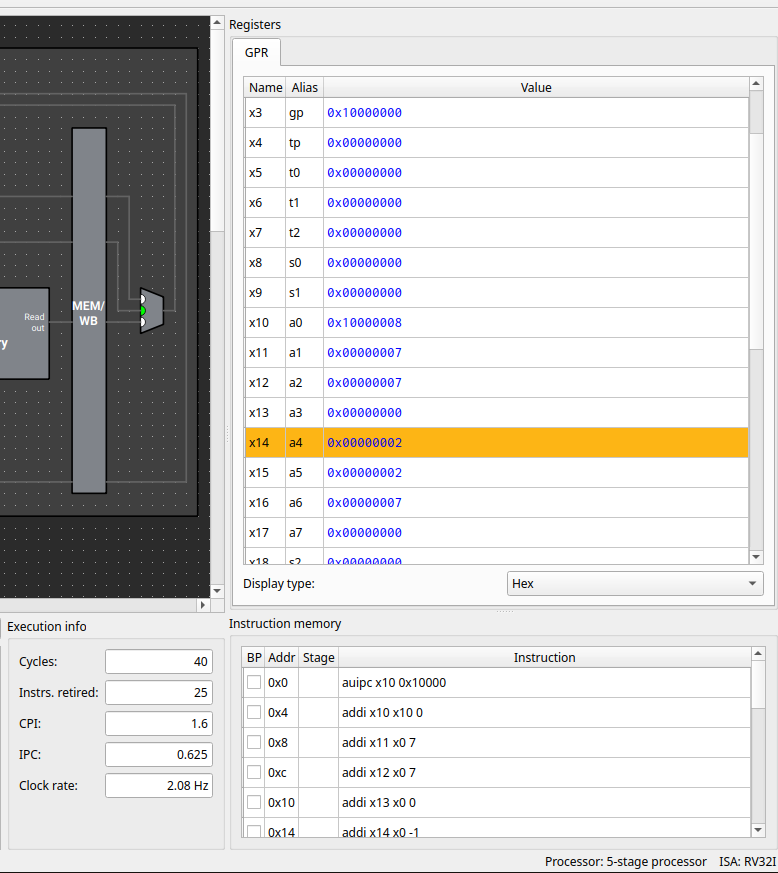 Registers
GPR
Name Alias Value
x3 gp 0x10000000
x4 tp 0x00000000
x5 t0 0x00000000
x6 t1 0x00000000
x7 t2 0x00000000
x8 s0 0x00000000
x9 s1 0x00000000
x10 a0 0x10000008
x11 a1 0x00000007
x12 a2 0x00000007
x13 a3 0x00000000
x14 a4 0x00000002
x15 a5 0x00000002
x16 a6 0x00000007
x17 a7 0x00000000
x18 s2 0x00000000
Display type: Hex
Read
out
ry
MEM/
WB
Execution info
Cycles: 40
Instrs. retired: 25
CPI: 1.6
IPC: 0.625
Clock rate: 2.08 Hz
Instruction memory
BP Addr Stage Instruction
0x0 auipc x10 0x10000
0x4 addi x10 x10 0
0x8 addi x11 x0 7
0xc addi x12 x0 7
0x10 addi x13 x0 0
0x14 addi x14 x0 -1
Processor: 5-stage processor ISA: RV32I